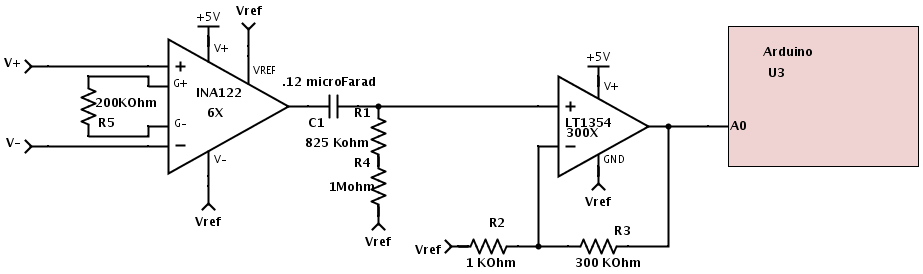 Vref
+5V
V+
VREF
V+
G+
200KOhm
R5
G-
V-
INA122
6X
V-
Vref
.12 microFarad
C1
R1
825 Kohm
R4
1Mohm
Vref
+5V
V+
LT1354
300X
GND
Vref
R2
Vref
1 KOhm
R3
300 KOhm
Arduino
U3
A0